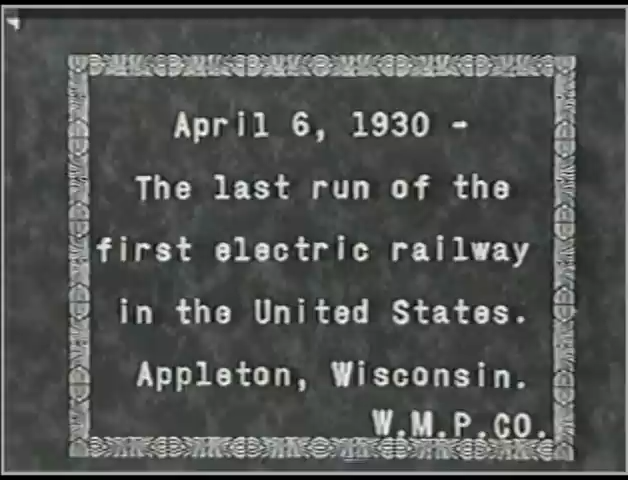 April 6, 1930 -
The last run of the
first electric railway
in the United States.
Appleton, Wisconsin.
W.M.P.CO.